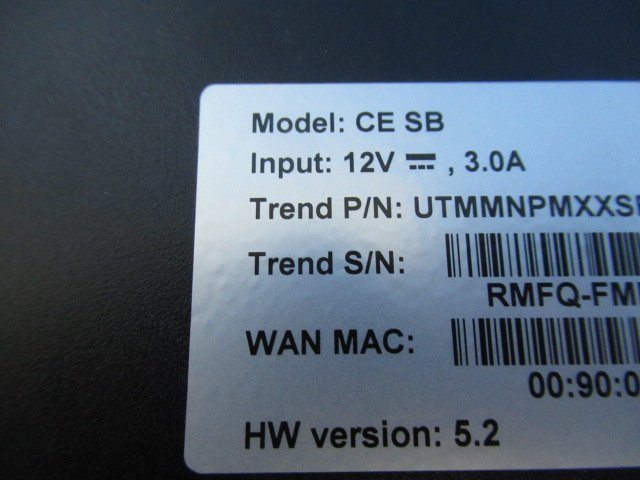 Model: CE SB
Input: 12V ⎓ , 3.0A
Trend P/N: UTMMNPMXXS
Trend S/N:
RMFQ-FM
WAN MAC:
00:90:0
HW version: 5.2